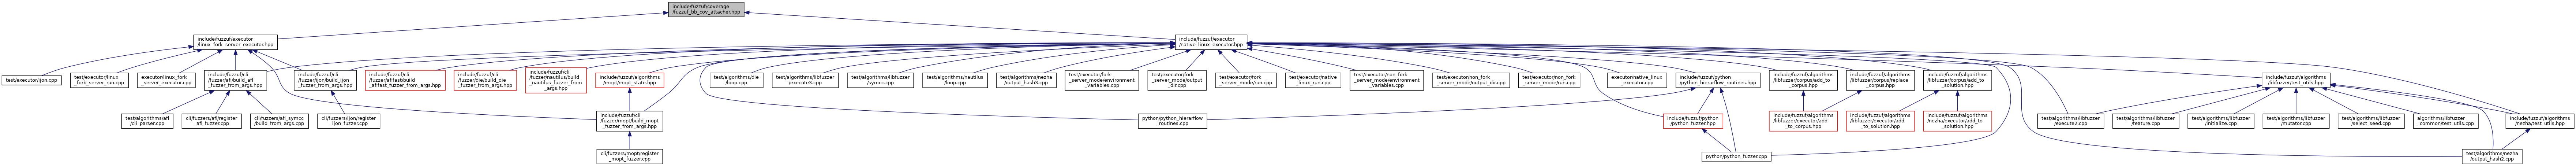 include/fuzzuf/coverage
/fuzzuf_bb_cov_attacher.hpp
include/fuzzuf/executor
/linux_fork_server_executor.hpp
include/fuzzuf/executor
/native_linux_executor.hpp
test/executor/ijon.cpp
test/executor/linux
_fork_server_run.cpp
executor/linux_fork
_server_executor.cpp
include/fuzzuf/cli
/fuzzer/afl/build_afl
_fuzzer_from_args.hpp
include/fuzzuf/cli
/fuzzer/ijon/build_ijon
_fuzzer_from_args.hpp
include/fuzzuf/cli
/fuzzer/aflfast/build
_aflfast_fuzzer_from_args.hpp
include/fuzzuf/cli
/fuzzer/die/build_die
_fuzzer_from_args.hpp
include/fuzzuf/cli
/fuzzer/nautilus/build
_nautilus_fuzzer_from
_args.hpp
include/fuzzuf/algorithms
/mopt/mopt_state.hpp
test/algorithms/die
/loop.cpp
test/algorithms/libfuzzer
/execute3.cpp
test/algorithms/libfuzzer
/symcc.cpp
test/algorithms/nautilus
/loop.cpp
test/algorithms/nezha
/output_hash3.cpp
test/executor/fork
_server_mode/environment
_variables.cpp
test/executor/fork
_server_mode/output
_dir.cpp
test/executor/fork
_server_mode/run.cpp
test/executor/native
_linux_run.cpp
test/executor/non_fork
_server_mode/environment
_variables.cpp
test/executor/non_fork
_server_mode/output_dir.cpp
test/executor/non_fork
_server_mode/run.cpp
executor/native_linux
_executor.cpp
include/fuzzuf/python
/python_hierarflow_routines.hpp
include/fuzzuf/algorithms
/libfuzzer/corpus/add_to
_corpus.hpp
include/fuzzuf/algorithms
/libfuzzer/corpus/replace
_corpus.hpp
include/fuzzuf/algorithms
/libfuzzer/corpus/add_to
_solution.hpp
include/fuzzuf/algorithms
/libfuzzer/test_utils.hpp
test/algorithms/afl
/cli_parser.cpp
cli/fuzzers/afl/register
_afl_fuzzer.cpp
cli/fuzzers/afl_symcc
/build_from_args.cpp
cli/fuzzers/ijon/register
_ijon_fuzzer.cpp
include/fuzzuf/cli
/fuzzer/mopt/build_mopt
_fuzzer_from_args.hpp
python/python_hierarflow
_routines.cpp
include/fuzzuf/python
/python_fuzzer.hpp
include/fuzzuf/algorithms
/libfuzzer/executor/add
_to_corpus.hpp
include/fuzzuf/algorithms
/libfuzzer/executor/add
_to_solution.hpp
include/fuzzuf/algorithms
/nezha/executor/add_to
_solution.hpp
test/algorithms/libfuzzer
/execute2.cpp
test/algorithms/libfuzzer
/feature.cpp
test/algorithms/libfuzzer
/initialize.cpp
test/algorithms/libfuzzer
/mutator.cpp
test/algorithms/libfuzzer
/select_seed.cpp
algorithms/libfuzzer
_common/test_utils.cpp
include/fuzzuf/algorithms
/nezha/test_utils.hpp
cli/fuzzers/mopt/register
_mopt_fuzzer.cpp
python/python_fuzzer.cpp
test/algorithms/nezha
/output_hash2.cpp